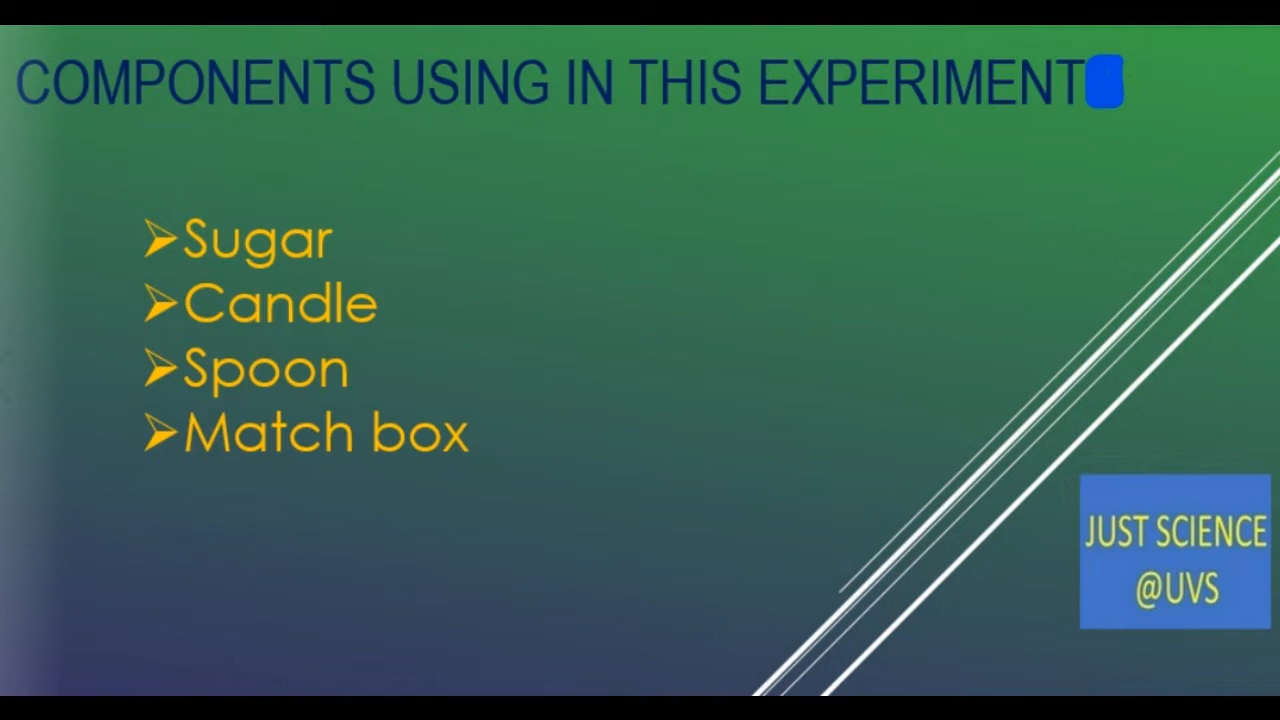 COMPONENTS USING IN THIS EXPERIMENT
➢Sugar
➢Candle
➢Spoon
➢Match box
JUST SCIENCE
@UVS